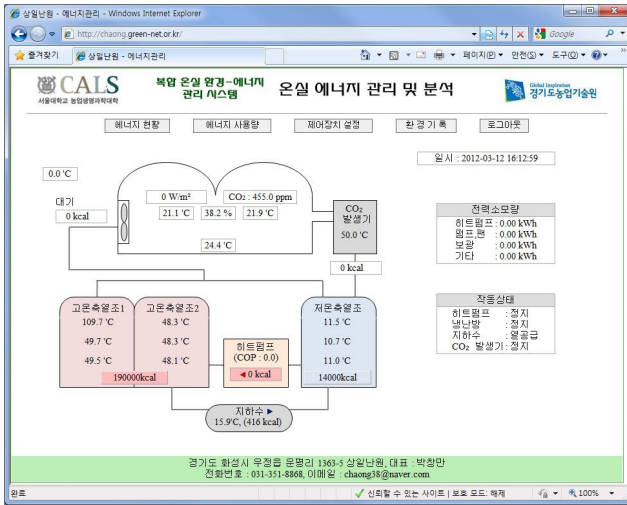 상일난원 - 에너지관리 - Windows Internet Explorer
http://chaong.green-net.or.kr/
Google
즐겨찾기
상일난원 - 에너지관리
페이지(P)
안전(S)
도구(O)
CALS
서울대학교 농업생명과학대학
복합 온실 환경-에너지
관리 시스템
온실 에너지 관리 및 분석
Global Inspiration
경기도농업기술원
에너지 현황
에너지 사용량
제어장치 설정
환 경 기 록
로그아웃
일시 : 2012-03-12 16:12:59
0.0 ℃
대기
0 kcal
0 W/m²
CO₂ : 455.0 ppm
21.1 ℃
38.2 %
21.9 ℃
24.4 ℃
CO₂
발생기
50.0 ℃
0 kcal
전력소모량
히트펌프 : 0.00 kWh
펌프,팬 : 0.00 kWh
보광 : 0.00 kWh
기타 : 0.00 kWh
작동상태
히트펌프 : 정지
냉난방 : 정지
지하수 : 열공급
CO₂ 발생기 : 정지
고온축열조1
109.7 ℃
49.7 ℃
49.5 ℃
고온축열조2
48.3 ℃
48.3 ℃
48.1 ℃
190000kcal
히트펌프
(COP : 0.0)
◄ 0 kcal
저온축열조
11.5 ℃
10.7 ℃
11.0 ℃
14000kcal
지하수 ►
15.9℃, (416 kcal)
경기도 화성시 우정읍 운평리 1363-5 상일난원, 대표 : 박창만
전화번호 : 031-351-8868, 이메일 : chaong38@naver.com
완료
신뢰할 수 있는 사이트 | 보호 모드: 해제
100%